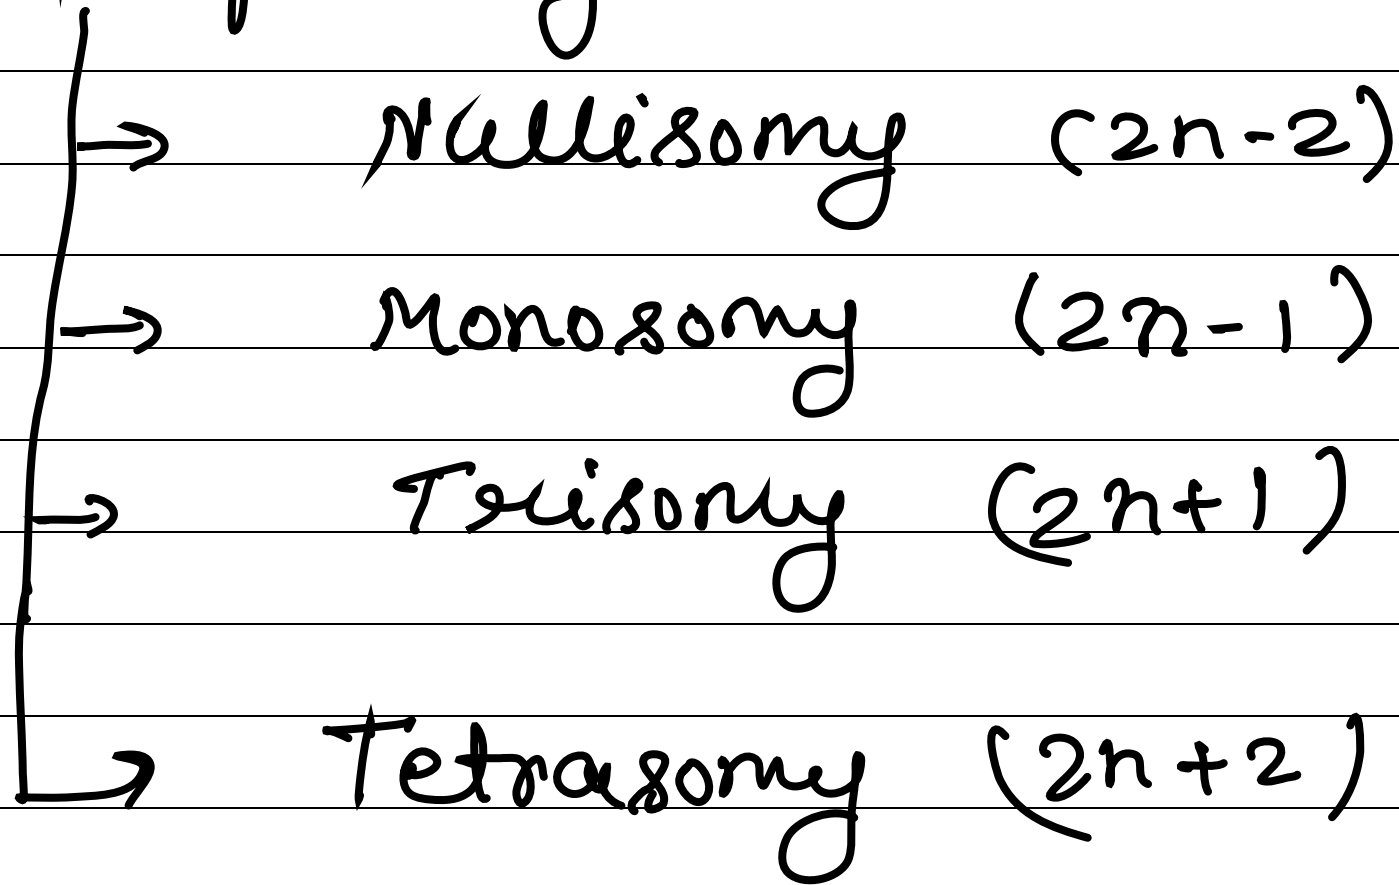 → Nullisomy (2n-2)
→ Monosomy (2n-1)
→ Trisomy (2n+1)
→ Tetrasomy (2n+2)